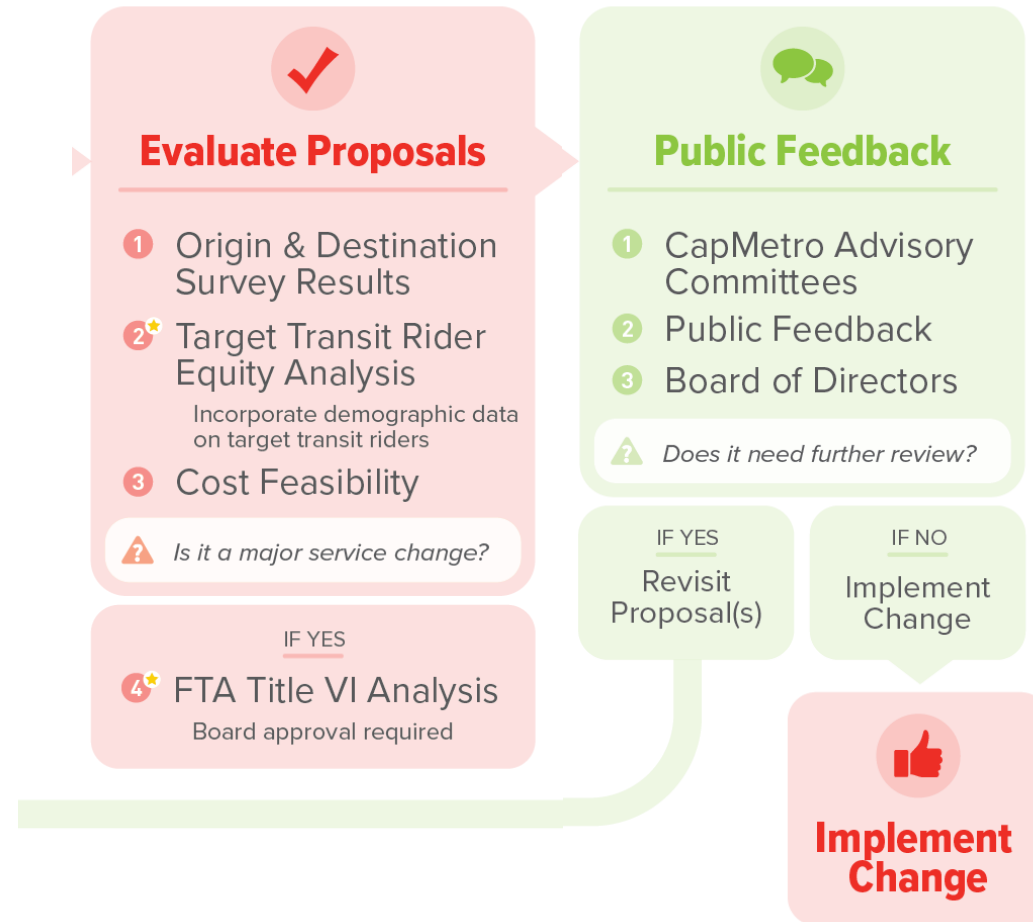 Evaluate Proposals
1 Origin & Destination
Survey Results
2 Target Transit Rider
Equity Analysis
Incorporate demographic data
on target transit riders
3 Cost Feasibility
? Is it a major service change?
IF YES
4 FTA Title VI Analysis
Board approval required
Public Feedback
1 CapMetro Advisory
Committees
2 Public Feedback
3 Board of Directors
? Does it need further review?
IF YES
Revisit
Proposal(s)
IF NO
Implement
Change
Implement
Change